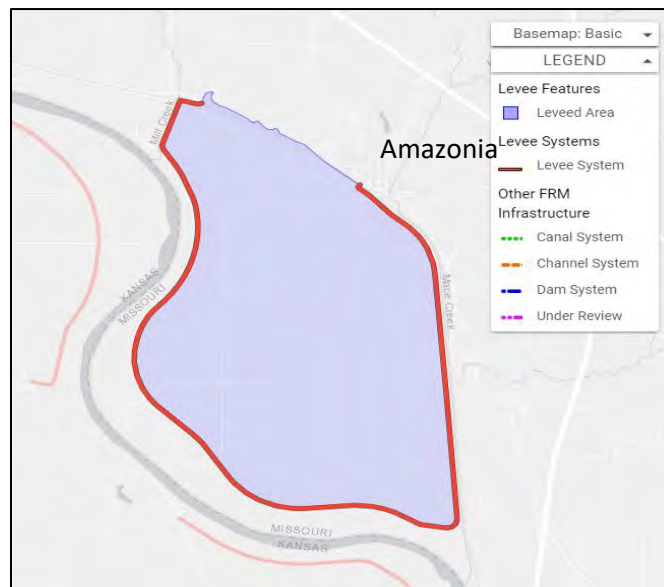 Basemap: Basic
LEGEND
Levee Features
Leveed Area
Levee Systems
Levee System
Other FRM
Infrastructure
Canal System
Channel System
Dam System
Under Review
Amazonia
Mill Creek
Mace Creek
KANSAS
MISSOURI
MISSOURI
KANSAS